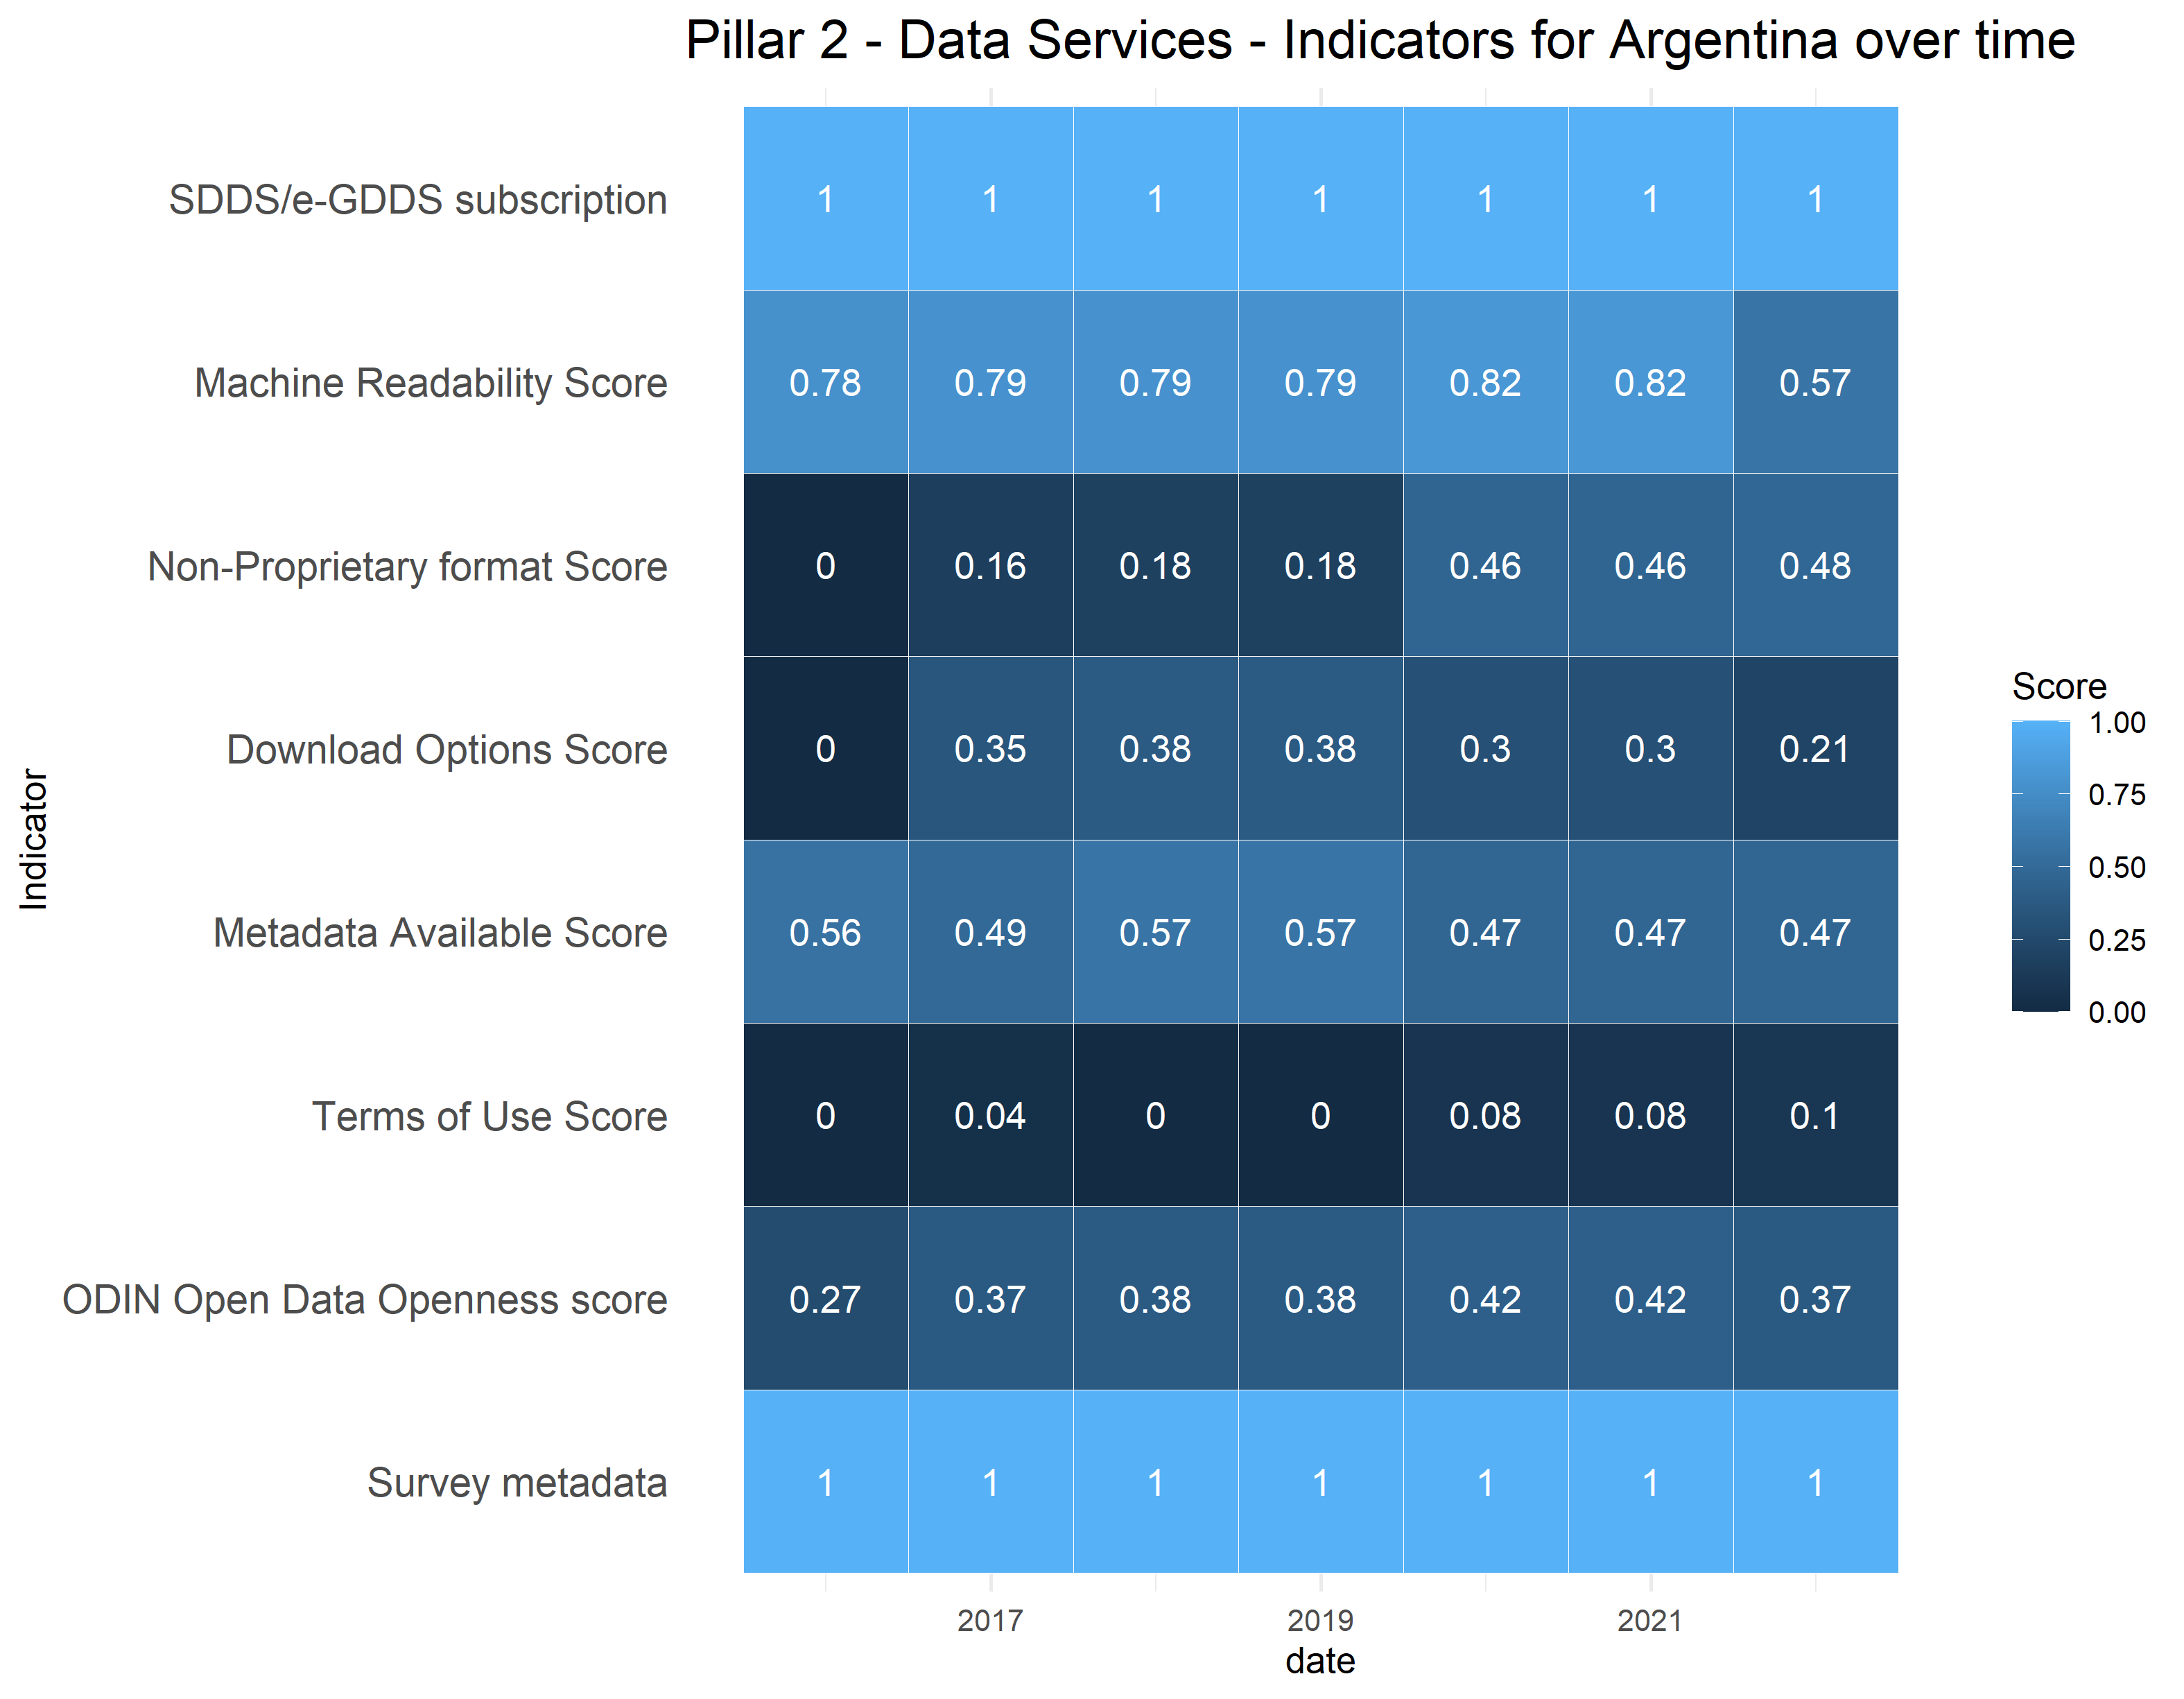 Pillar 2 - Data Services - Indicators for Argentina over time
SDDS/e-GDDS subscription 1 1 1 1 1 1 1
Machine Readability Score 0.78 0.79 0.79 0.79 0.82 0.82 0.57
Non-Proprietary format Score 0 0.16 0.18 0.18 0.46 0.46 0.48
Download Options Score 0 0.35 0.38 0.38 0.3 0.3 0.21
Metadata Available Score 0.56 0.49 0.57 0.57 0.47 0.47 0.47
Terms of Use Score 0 0.04 0 0 0.08 0.08 0.1
ODIN Open Data Openness score 0.27 0.37 0.38 0.38 0.42 0.42 0.37
Survey metadata 1 1 1 1 1 1 1
2017 2019 2021
date
Indicator
Score
1.00
0.75
0.50
0.25
0.00